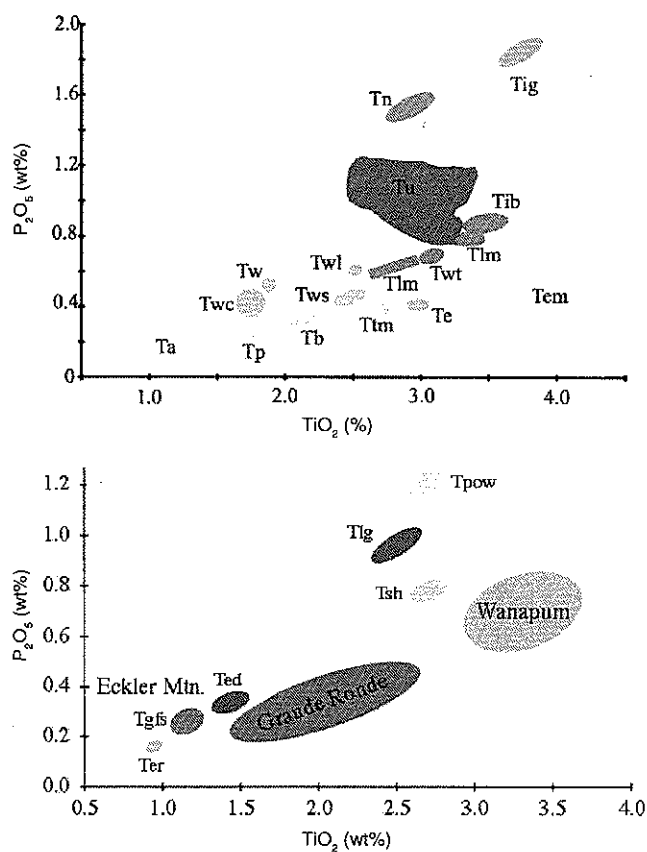 2.0
Tig
1.6
Tn
P₂O₅ (wt%)
1.2
Tu
Tib
0.8
Tlm
Tw
Twl
Twt
Tlm
0.4
Twc
Tws
Tem
Ttm
Te
Ta
Tp
Tb
0
1.0 2.0 3.0 4.0
TiO₂ (%)
1.2
Tpow
1.0
Tlg
P₂O₅ (wt%)
0.8
Tsh
Wanapum
0.6
0.4
Eckler Mtn.
Ted
Grande Ronde
0.2
Tgfs
Ter
0.0
0.5 1.0 1.5 2.0 2.5 3.0 3.5 4.0
TiO₂ (wt%)